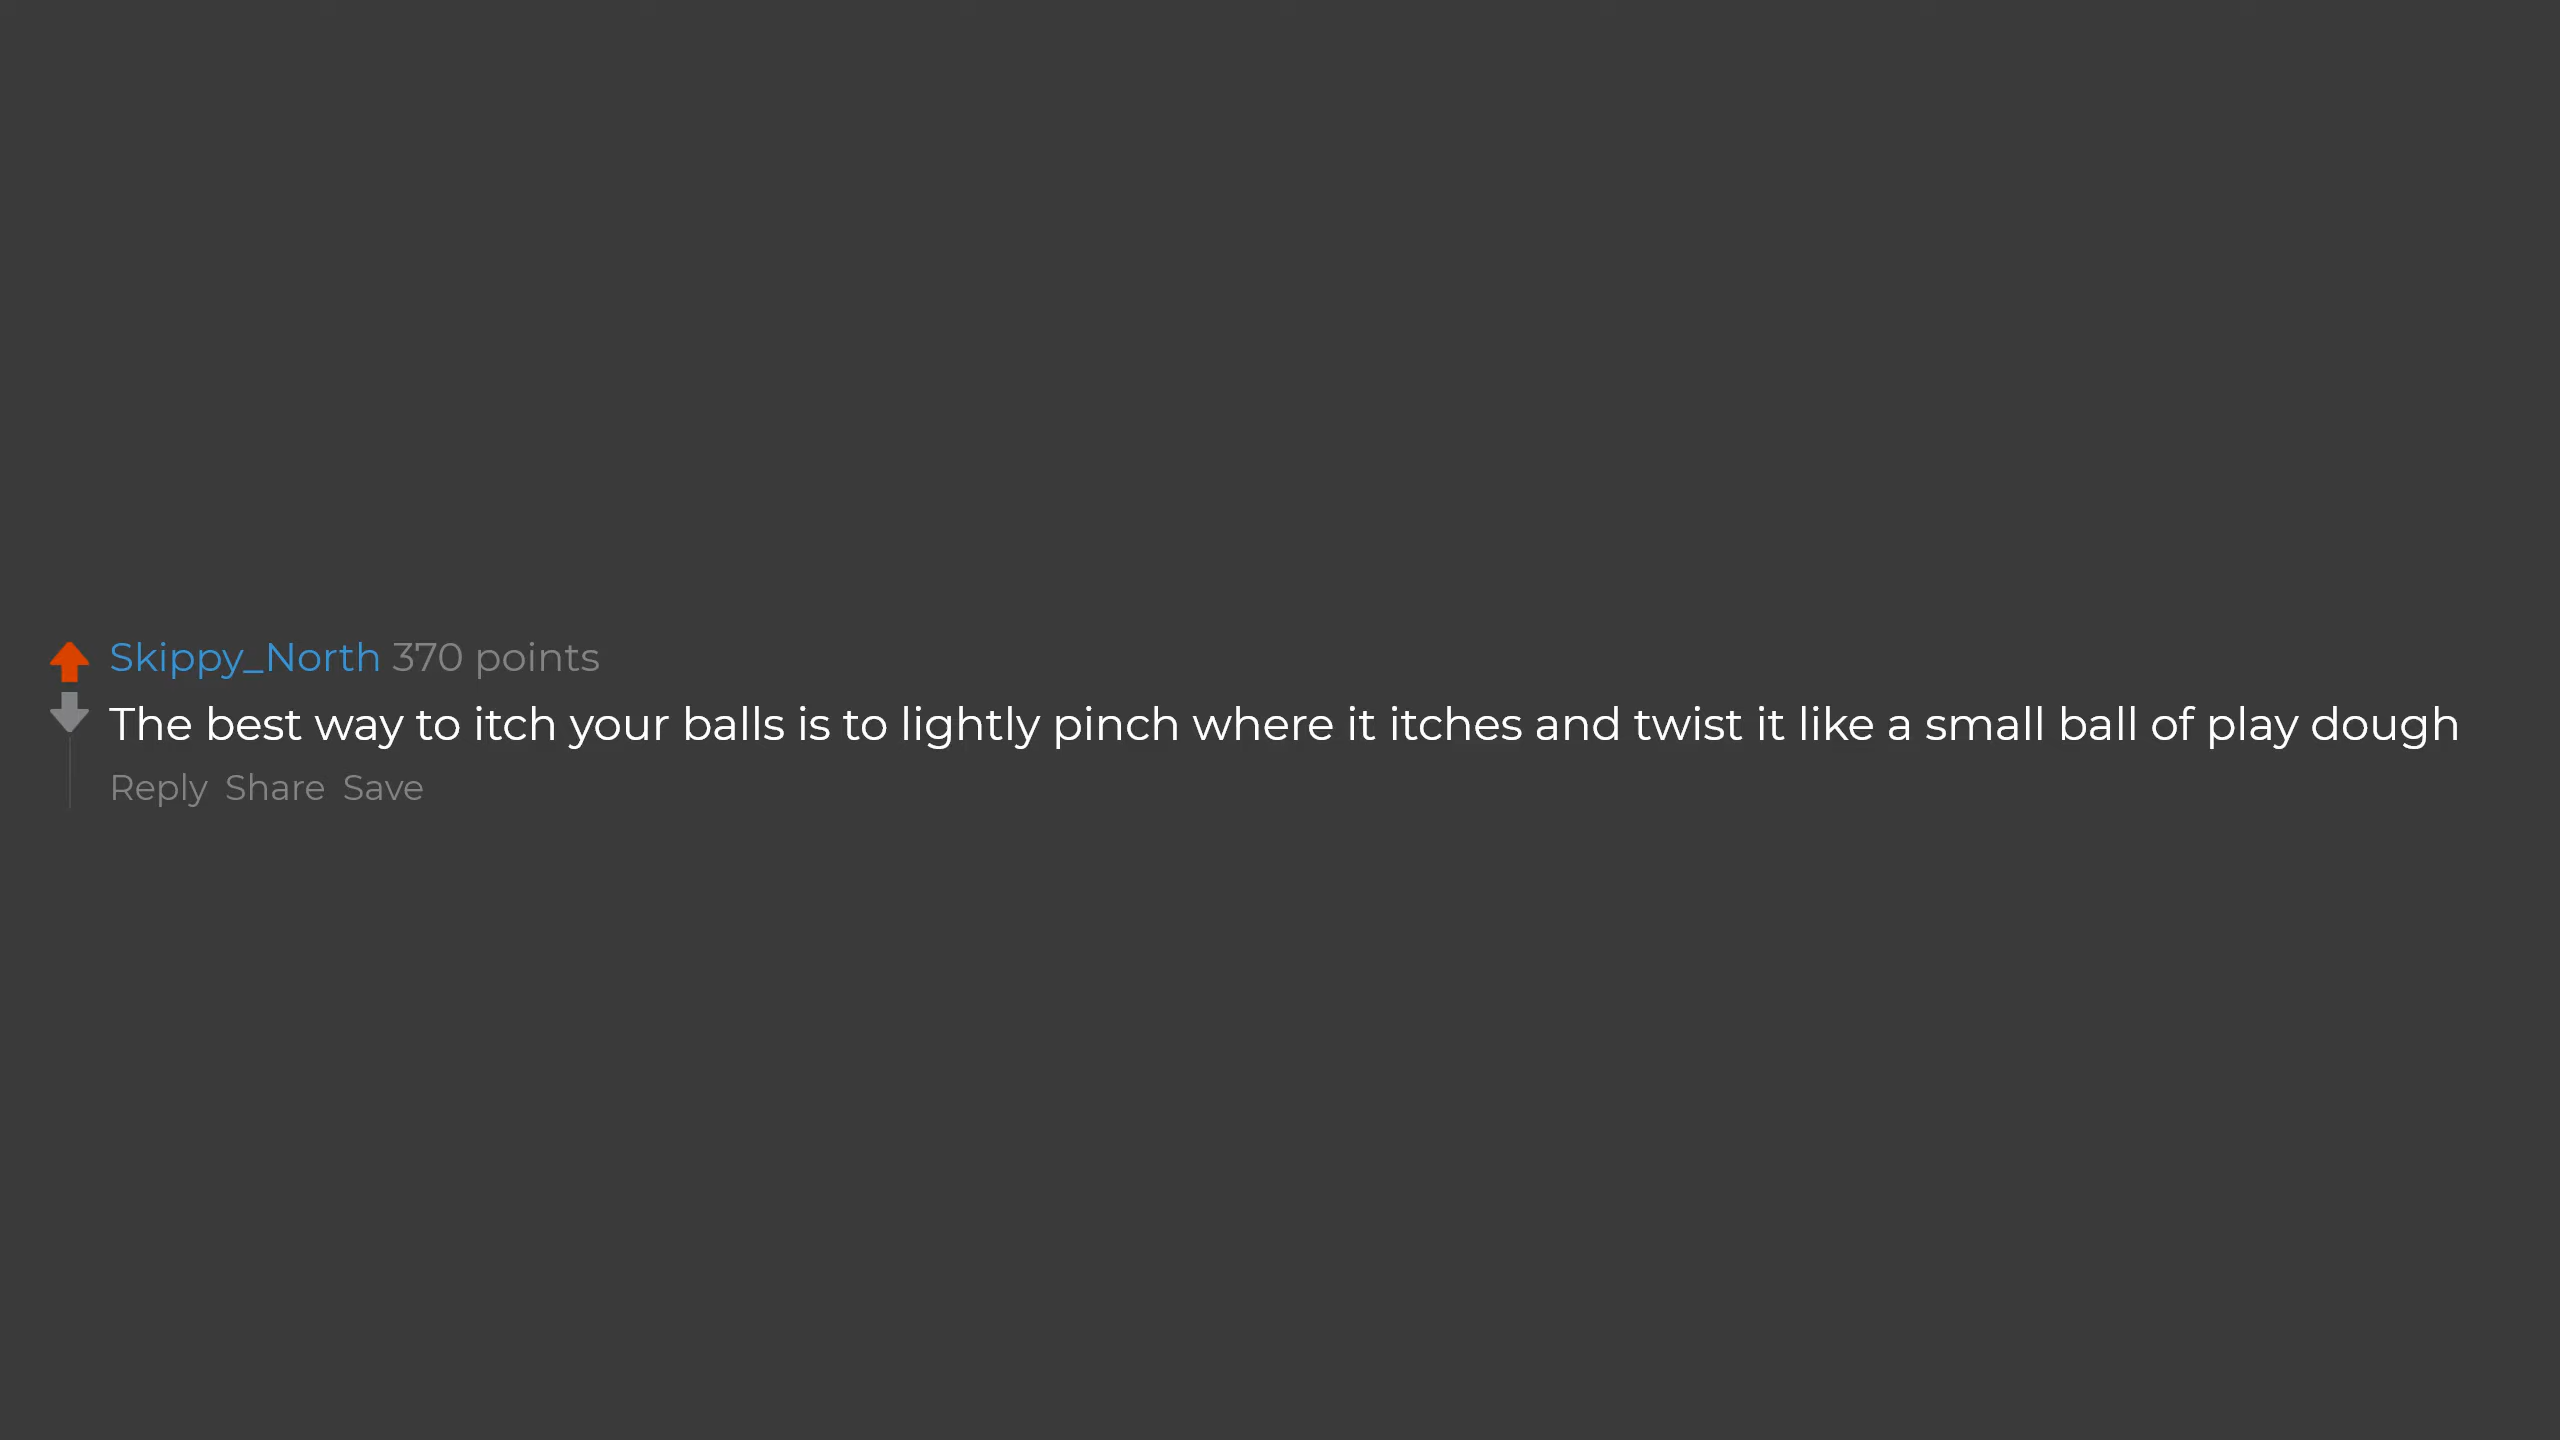 Skippy_North 370 points
The best way to itch your balls is to lightly pinch where it itches and twist it like a small ball of play dough
Reply Share Save